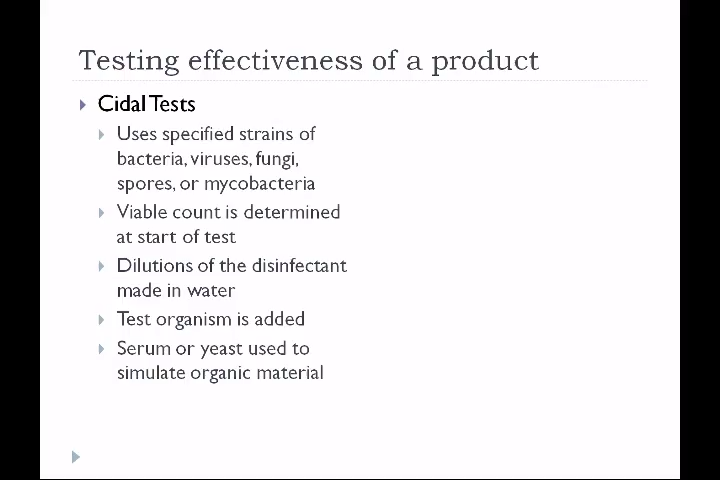 Testing effectiveness of a product
Cidal Tests
Uses specified strains of
bacteria, viruses, fungi,
spores, or mycobacteria
Viable count is determined
at start of test
Dilutions of the disinfectant
made in water
Test organism is added
Serum or yeast used to
simulate organic material